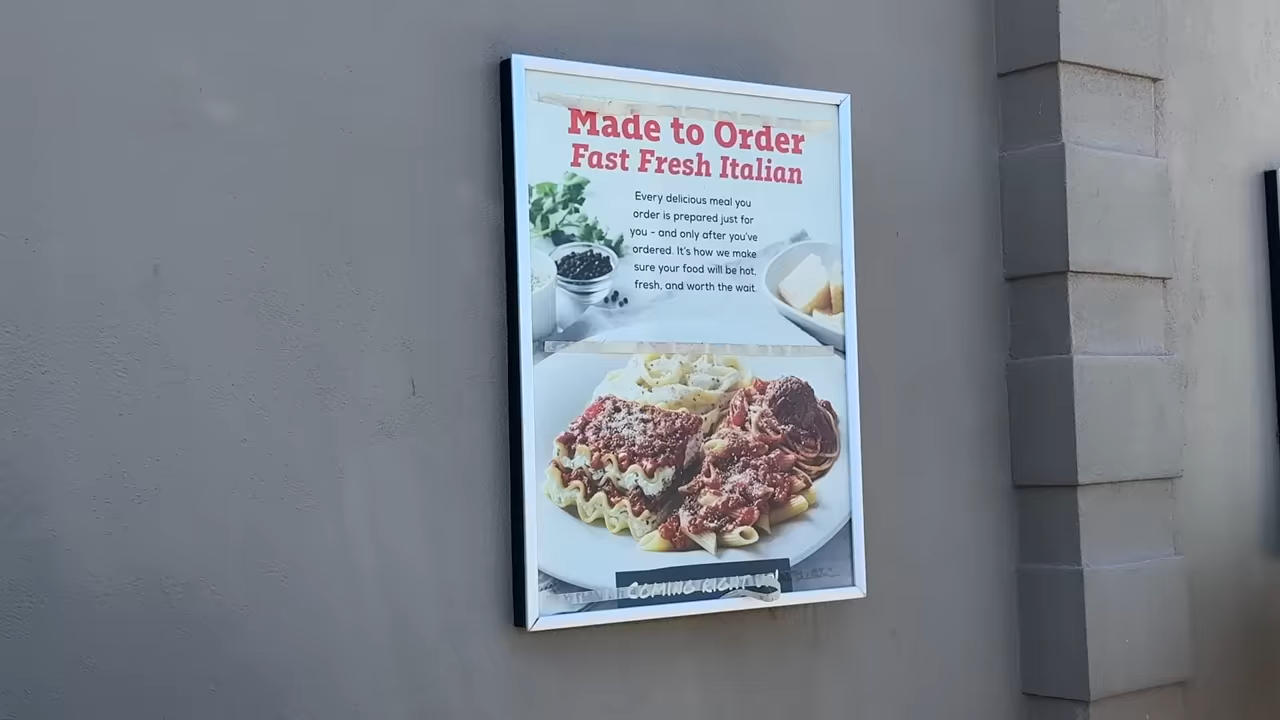 Made to Order
Fast Fresh Italian
Every delicious meal you
order is prepared just for
you - and only after you've
ordered. It's how we make
sure your food will be hot,
fresh, and worth the wait.
COMING RIGHT UP!